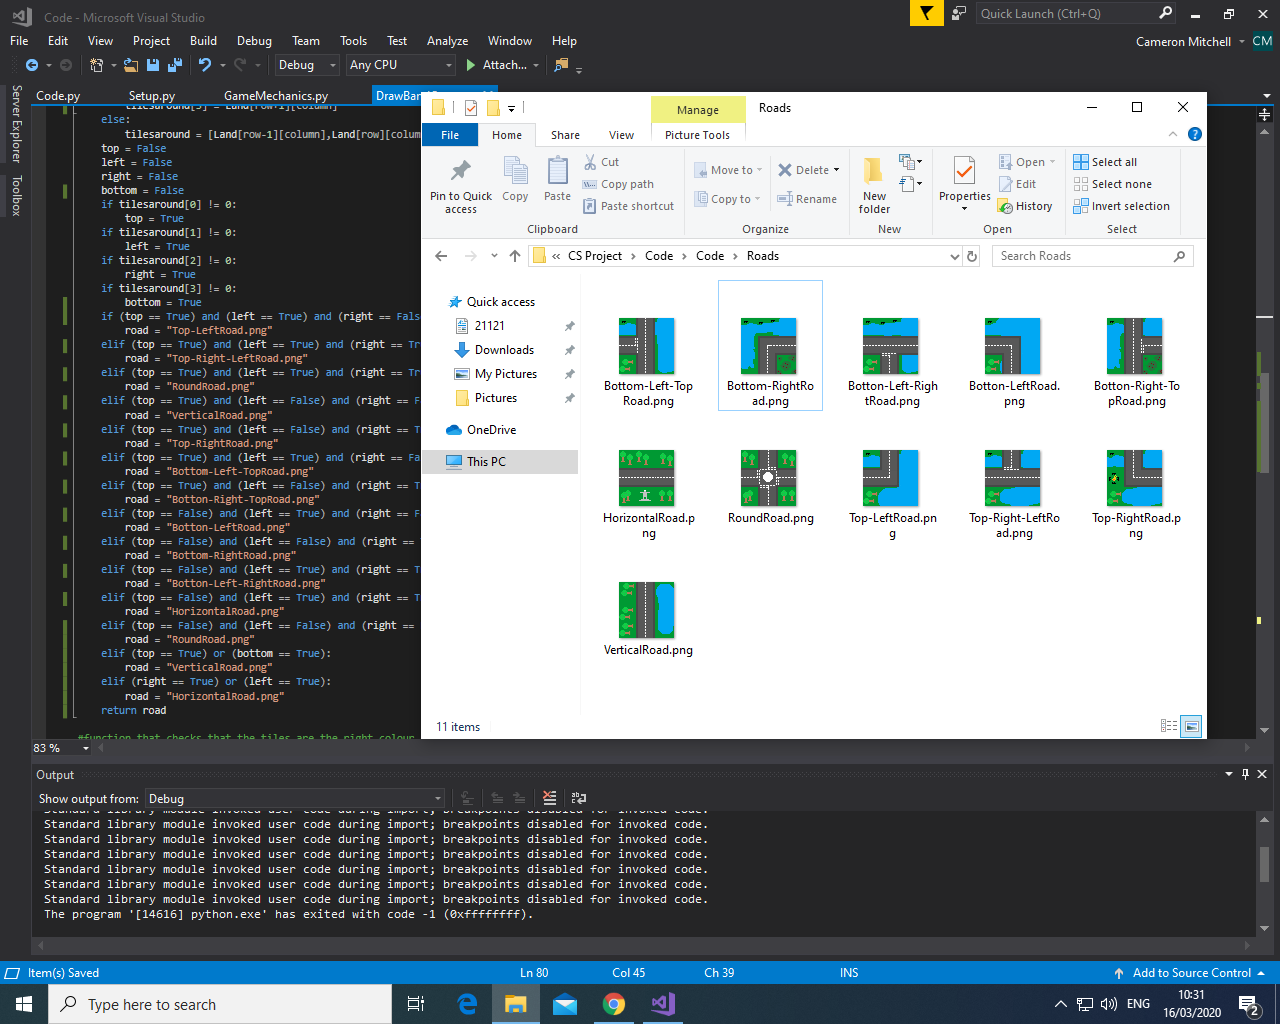 Code - Microsoft Visual Studio
Quick Launch (Ctrl+Q)
File Edit View Project Build Debug Team Tools Test Analyze Window Help
Cameron Mitchell CM
Debug Any CPU Attach...
Server Explorer
Toolbox
Code.py Setup.py GameMechanics.py
else:
tilesaround = [Land[row-1][column],Land[row][colum
top = False
left = False
right = False
bottom = False
if tilesaround[0] != 0:
top = True
if tilesaround[1] != 0:
left = True
if tilesaround[2] != 0:
right = True
if tilesaround[3] != 0:
bottom = True
if (top == True) and (left == True) and (right == Fals
road = "Top-LeftRoad.png"
elif (top == True) and (left == True) and (right == Tr
road = "Top-Right-LeftRoad.png"
elif (top == True) and (left == True) and (right == Tr
road = "RoundRoad.png"
elif (top == True) and (left == False) and (right == F
road = "VerticalRoad.png"
elif (top == True) and (left == False) and (right == T
road = "Top-RightRoad.png"
elif (top == True) and (left == True) and (right == Fa
road = "Bottom-Left-TopRoad.png"
elif (top == True) and (left == False) and (right == T
road = "Botton-Right-TopRoad.png"
elif (top == False) and (left == True) and (right == F
road = "Botton-LeftRoad.png"
elif (top == False) and (left == False) and (right ==
road = "Bottom-RightRoad.png"
elif (top == False) and (left == True) and (right == T
road = "Botton-Left-RightRoad.png"
elif (top == False) and (left == True) and (right == T
road = "HorizontalRoad.png"
elif (top == False) and (left == False) and (right ==
road = "RoundRoad.png"
elif (top == True) or (bottom == True):
road = "VerticalRoad.png"
elif (right == True) or (left == True):
road = "HorizontalRoad.png"
return road
#function that checks that the tiles are the right colour
83 %
Manage Roads
File Home Share View Picture Tools
Pin to Quick access
Copy
Paste
Cut
Copy path
Paste shortcut
Clipboard
Move to
Copy to
Delete
Rename
Organize
New folder
New
Properties
Open
Edit
History
Open
Select all
Select none
Invert selection
Select
« CS Project > Code > Code > Roads
Search Roads
Quick access
21121
Downloads
My Pictures
Pictures
OneDrive
This PC
Bottom-Left-Top
Road.png
Bottom-RightRo
ad.png
Botton-Left-Righ
tRoad.png
Botton-LeftRoad.
png
Botton-Right-To
pRoad.png
HorizontalRoad.p
ng
RoundRoad.png
Top-LeftRoad.pn
g
Top-Right-LeftRo
ad.png
Top-RightRoad.p
ng
VerticalRoad.png
11 items
Output
Show output from: Debug
Standard library module invoked user code during import; breakpoints disabled for invoked code.
Standard library module invoked user code during import; breakpoints disabled for invoked code.
Standard library module invoked user code during import; breakpoints disabled for invoked code.
Standard library module invoked user code during import; breakpoints disabled for invoked code.
Standard library module invoked user code during import; breakpoints disabled for invoked code.
Standard library module invoked user code during import; breakpoints disabled for invoked code.
Standard library module invoked user code during import; breakpoints disabled for invoked code.
The program '[14616] python.exe' has exited with code -1 (0xffffffff).
Item(s) Saved Ln 80 Col 45 Ch 39 INS Add to Source Control
Type here to search
ENG
10:31
16/03/2020
2